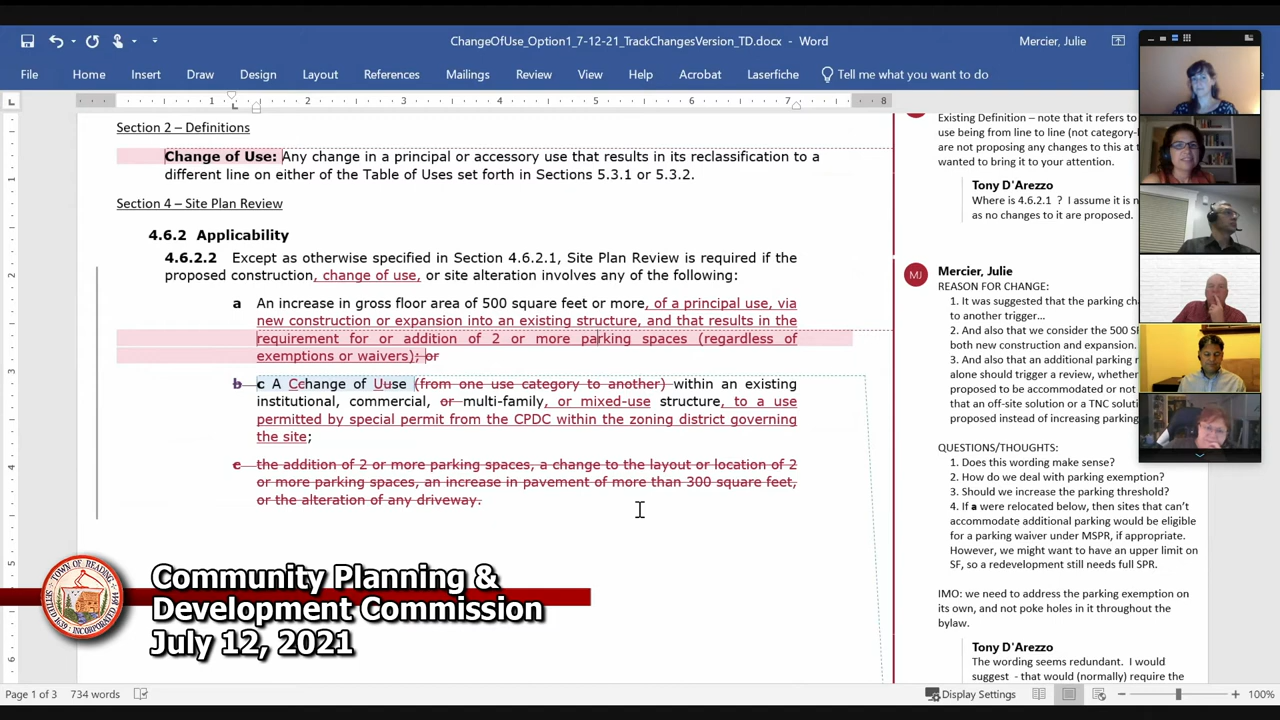 ChangeOfUse_Option1_7-12-21_TrackChangesVersion_TD.docx - Word
Mercier, Julie
File Home Insert Draw Design Layout References Mailings Review View Help Acrobat Laserfiche Tell me what you want to do
1 2 3 4 5 6 7 8
Section 2 – Definitions
Change of Use: Any change in a principal or accessory use that results in its reclassification to a
different line on either of the Table of Uses set forth in Sections 5.3.1 or 5.3.2.
Section 4 – Site Plan Review
4.6.2 Applicability
4.6.2.2 Except as otherwise specified in Section 4.6.2.1, Site Plan Review is required if the
proposed construction, change of use, or site alteration involves any of the following:
a An increase in gross floor area of 500 square feet or more, of a principal use, via
new construction or expansion into an existing structure, and that results in the
requirement for or addition of 2 or more parking spaces (regardless of
exemptions or waivers); or
b c A Cchange of Uuse (from one use category to another) within an existing
institutional, commercial, or multi-family, or mixed-use structure, to a use
permitted by special permit from the CPDC within the zoning district governing
the site;
c the addition of 2 or more parking spaces, a change to the layout or location of 2
or more parking spaces, an increase in pavement of more than 300 square feet,
or the alteration of any driveway.
Existing Definition – note that it refers to
use being from line to line (not category-
are not proposing any changes to this at
wanted to bring it to your attention.
Tony D'Arezzo
Where is 4.6.2.1 ? I assume it is n
as no changes to it are proposed.
MJ
Mercier, Julie
REASON FOR CHANGE:
1. It was suggested that the parking ch
to another trigger…
2. And also that we consider the 500 S
both new construction and expansion.
3. And also that an additional parking
alone should trigger a review, whether
proposed to be accommodated or not
that an off-site solution or a TNC solution
proposed instead of increasing parking
QUESTIONS/THOUGHTS:
1. Does this wording make sense?
2. How do we deal with parking exemption?
3. Should we increase the parking threshold?
4. If a were relocated below, then sites that can't
accommodate additional parking would be eligible
for a parking waiver under MSPR, if appropriate.
However, we might want to have an upper limit on
SF, so a redevelopment still needs full SPR.
IMO: we need to address the parking exemption on
its own, and not poke holes in it throughout the
bylaw.
Tony D'Arezzo
The wording seems redundant. I would
suggest - that would (normally) require the
Community Planning &
Development Commission
July 12, 2021
Page 1 of 3 734 words
Display Settings
100%